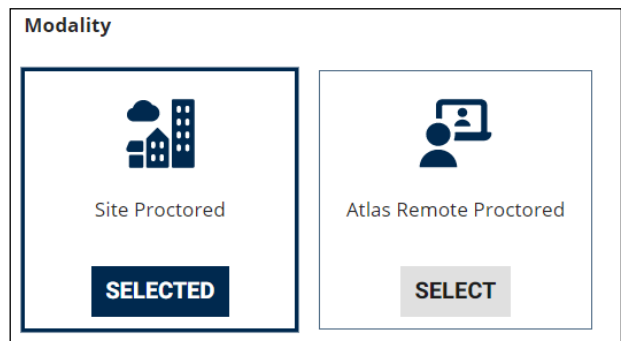 Modality
Site Proctored
Atlas Remote Proctored
SELECTED
SELECT